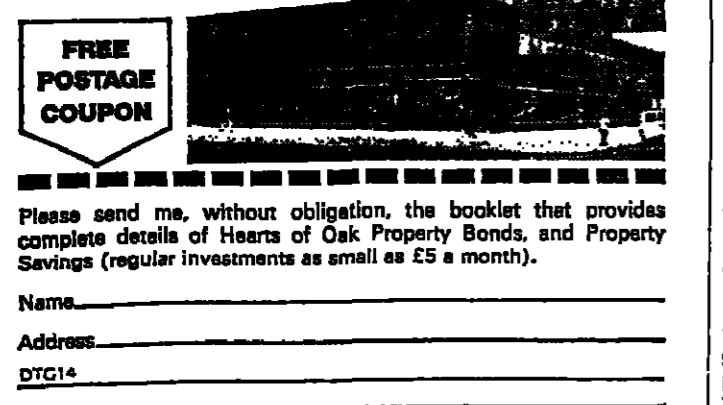 FREE
POSTAGE
COUPON
Please send me, without obligation, the booklet that provides
complete details of Hearts of Oak Property Bonds, and Property
Savings (regular investments as small as £5 a month).
Name
Address
DTG14